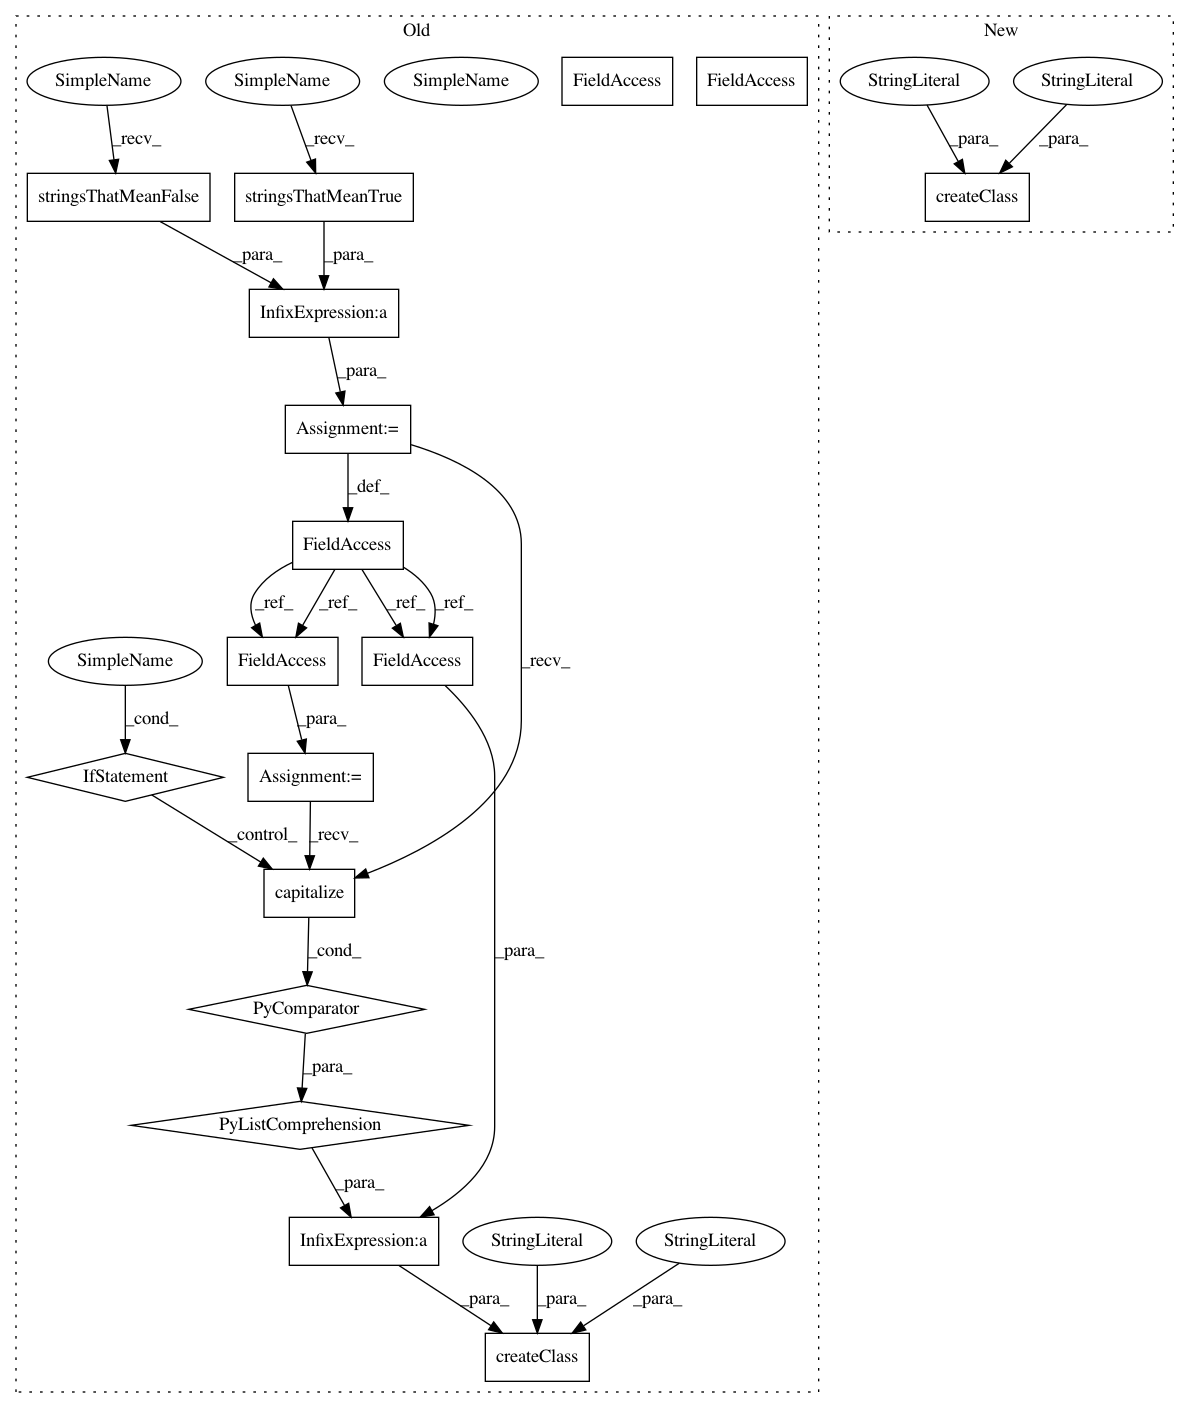 Old
New
SimpleName
SimpleName
SimpleName
FieldAccess
FieldAccess
StringLiteral
StringLiteral
_recv_
_recv_
_para_
_para_
stringsThatMeanFalse
stringsThatMeanTrue
createClass
_para_
_para_
InfixExpression:a
_para_
Assignment:=
_def_
FieldAccess
_ref_
_ref_
_ref_
_ref_
SimpleName
FieldAccess
FieldAccess
_recv_
_cond_
_para_
IfStatement
Assignment:=
_control_
_recv_
capitalize
_cond_
_para_
PyComparator
_para_
PyListComprehension
_para_
InfixExpression:a
StringLiteral
StringLiteral
_para_
_para_
_para_
createClass